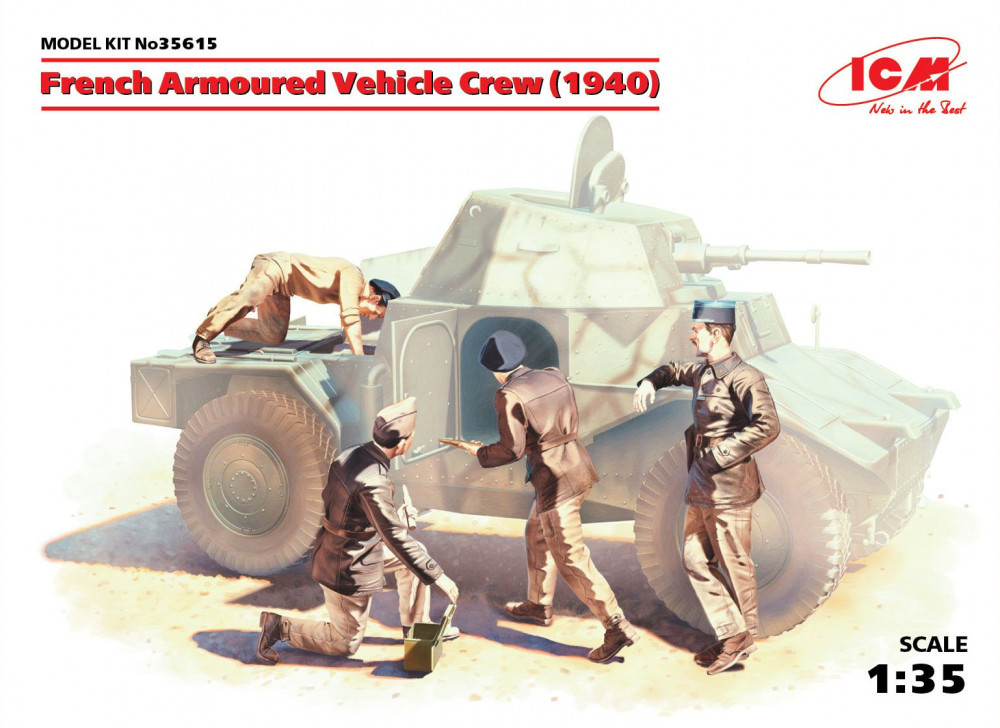 MODEL KIT No35615
French Armoured Vehicle Crew (1940)
ICM
New in the Best
SCALE
1:35